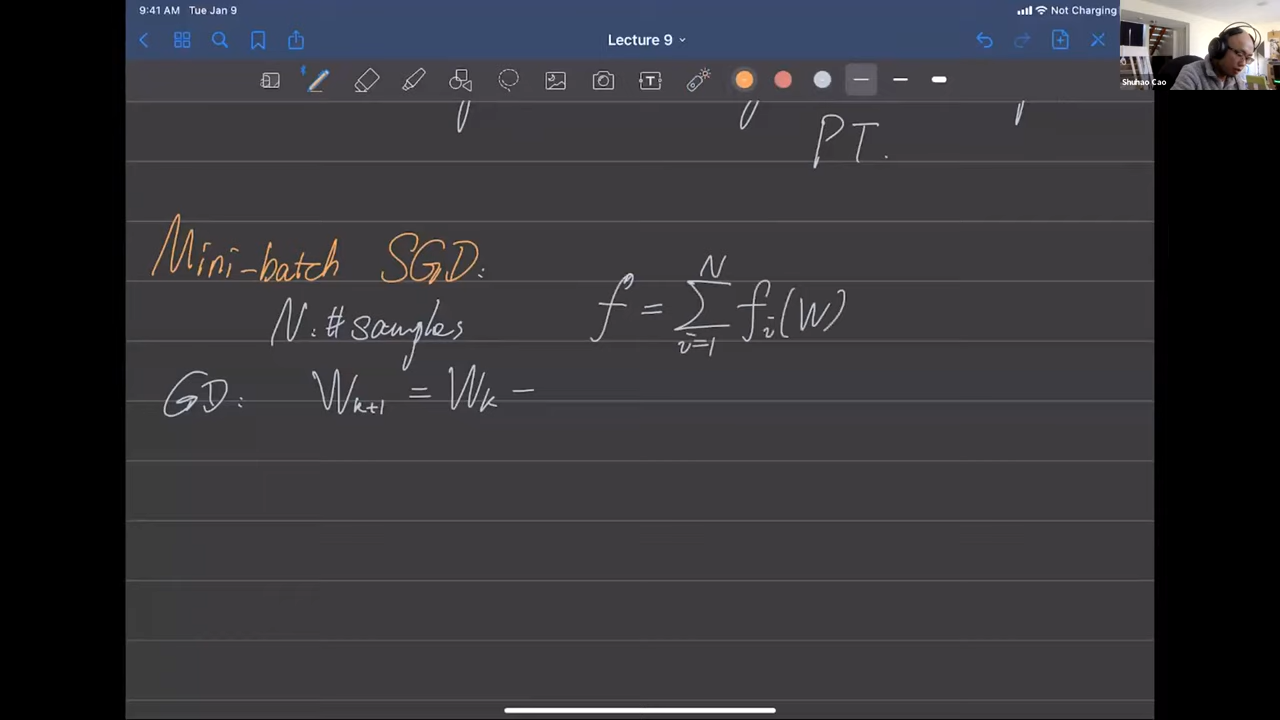 9:41 AM Tue Jan 9
Not Charging
Lecture 9
Shuhao Cao
PT.
Mini-batch SGD:
N: # samples
f = \sum_{i=1}^{N} f_i(W)
GD: W_{k+1} = W_k -